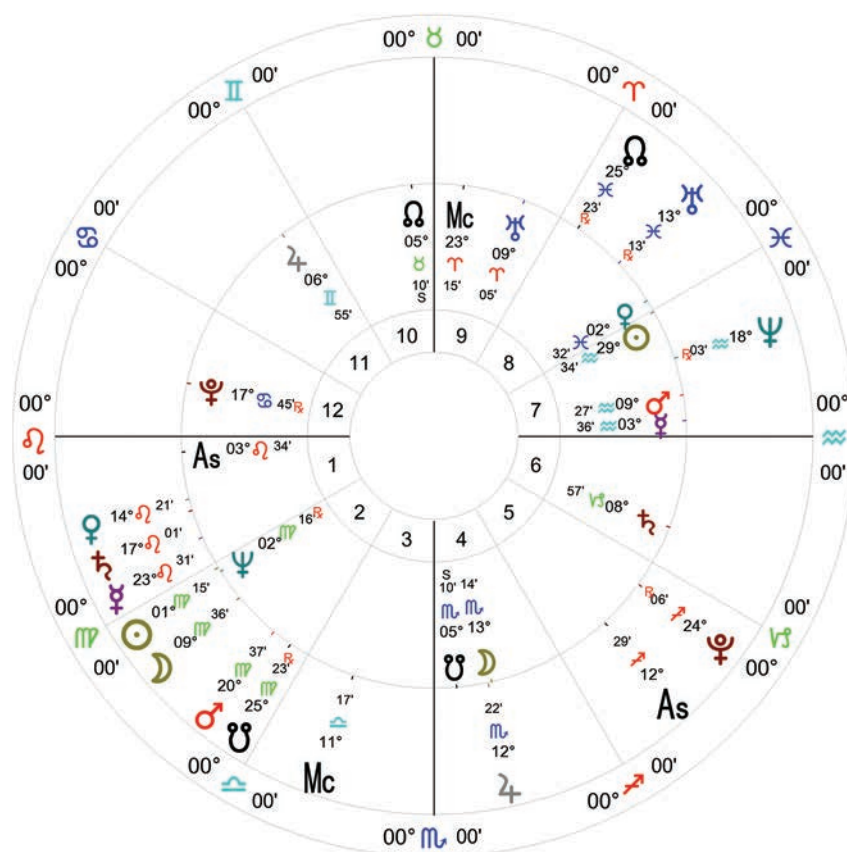 00° ♉ 00'
00° ♊ 00'
00° ♈ 00'
☊ 25° ♓ 23' ℞
♅ 13° ♓ 13' ℞
☊ 05° ♉ 10' S
Mc 23° ♈ 15'
♅ 09° ♈ 05'
00° ♋ 00'
00° ♓ 00'
♃ 06° ♊ 55'
10
9
11
8
♀ 02° ♓ 32'
☉ 29° ♒ 34'
♆ 18° ♒ 03' ℞
♇ 17° ♋ 45' ℞
12
7
♂ 09° ♒ 27'
☿ 03° ♒ 36'
00° ♌ 00'
00° ♒ 00'
As 03° ♌ 34'
1
6
♄ 08° ♑ 57'
2
5
3
4
♀ 14° ♌ 21'
♄ 17° ♌ 01'
☿ 23° ♌ 31'
♆ 02° ♍ 16' ℞
☉ 01° ♍ 15'
☽ 09° ♍ 36'
00° ♍ 00'
♂ 20° ♍ 37'
☋ 25° ♍ 23' ℞
☋ 05° ♏ 10' S
☽ 13° ♏ 14'
♇ 24° ♐ 06' ℞
00° ♑ 00'
As 12° ♐ 29'
Mc 11° ♎ 17'
♃ 12° ♏ 22'
00° ♎ 00'
00° ♐ 00'
00° ♏ 00'